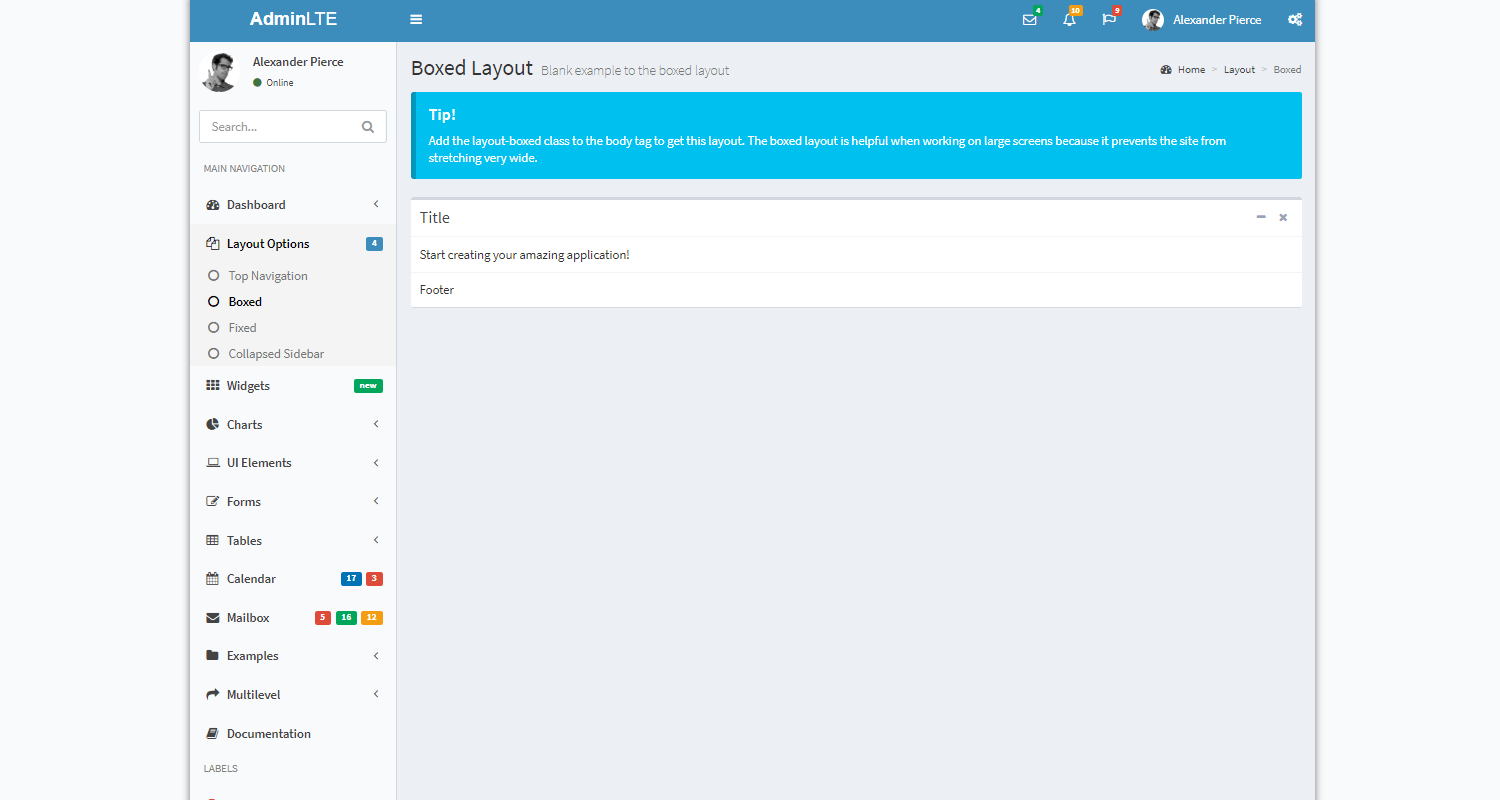 AdminLTE
4
10
9
Alexander Pierce
Alexander Pierce
Online
Search...
MAIN NAVIGATION
Dashboard
Layout Options 4
Top Navigation
Boxed
Fixed
Collapsed Sidebar
Widgets new
Charts
UI Elements
Forms
Tables
Calendar 17 3
Mailbox 5 16 12
Examples
Multilevel
Documentation
LABELS
Boxed Layout Blank example to the boxed layout
Home > Layout > Boxed
Tip!
Add the layout-boxed class to the body tag to get this layout. The boxed layout is helpful when working on large screens because it prevents the site from
stretching very wide.
Title
Start creating your amazing application!
Footer